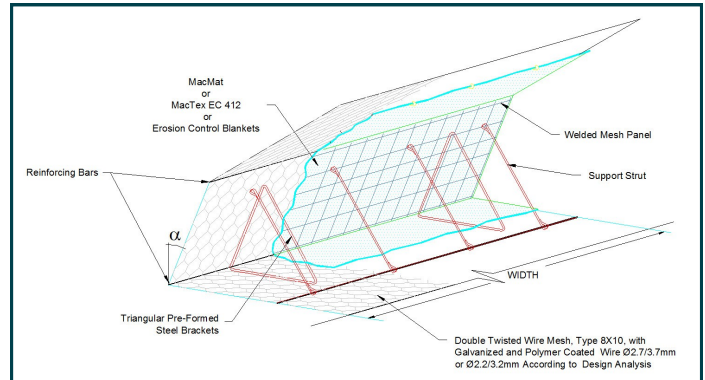 MacMat
or
MacTex EC 412
or
Erosion Control Blankets
Welded Mesh Panel
Reinforcing Bars
Support Strut
α
WIDTH
Triangular Pre-Formed
Steel Brackets
Double Twisted Wire Mesh, Type 8X10, with
Galvanized and Polymer Coated Wire Ø2.7/3.7mm
or Ø2.2/3.2mm According to Design Analysis